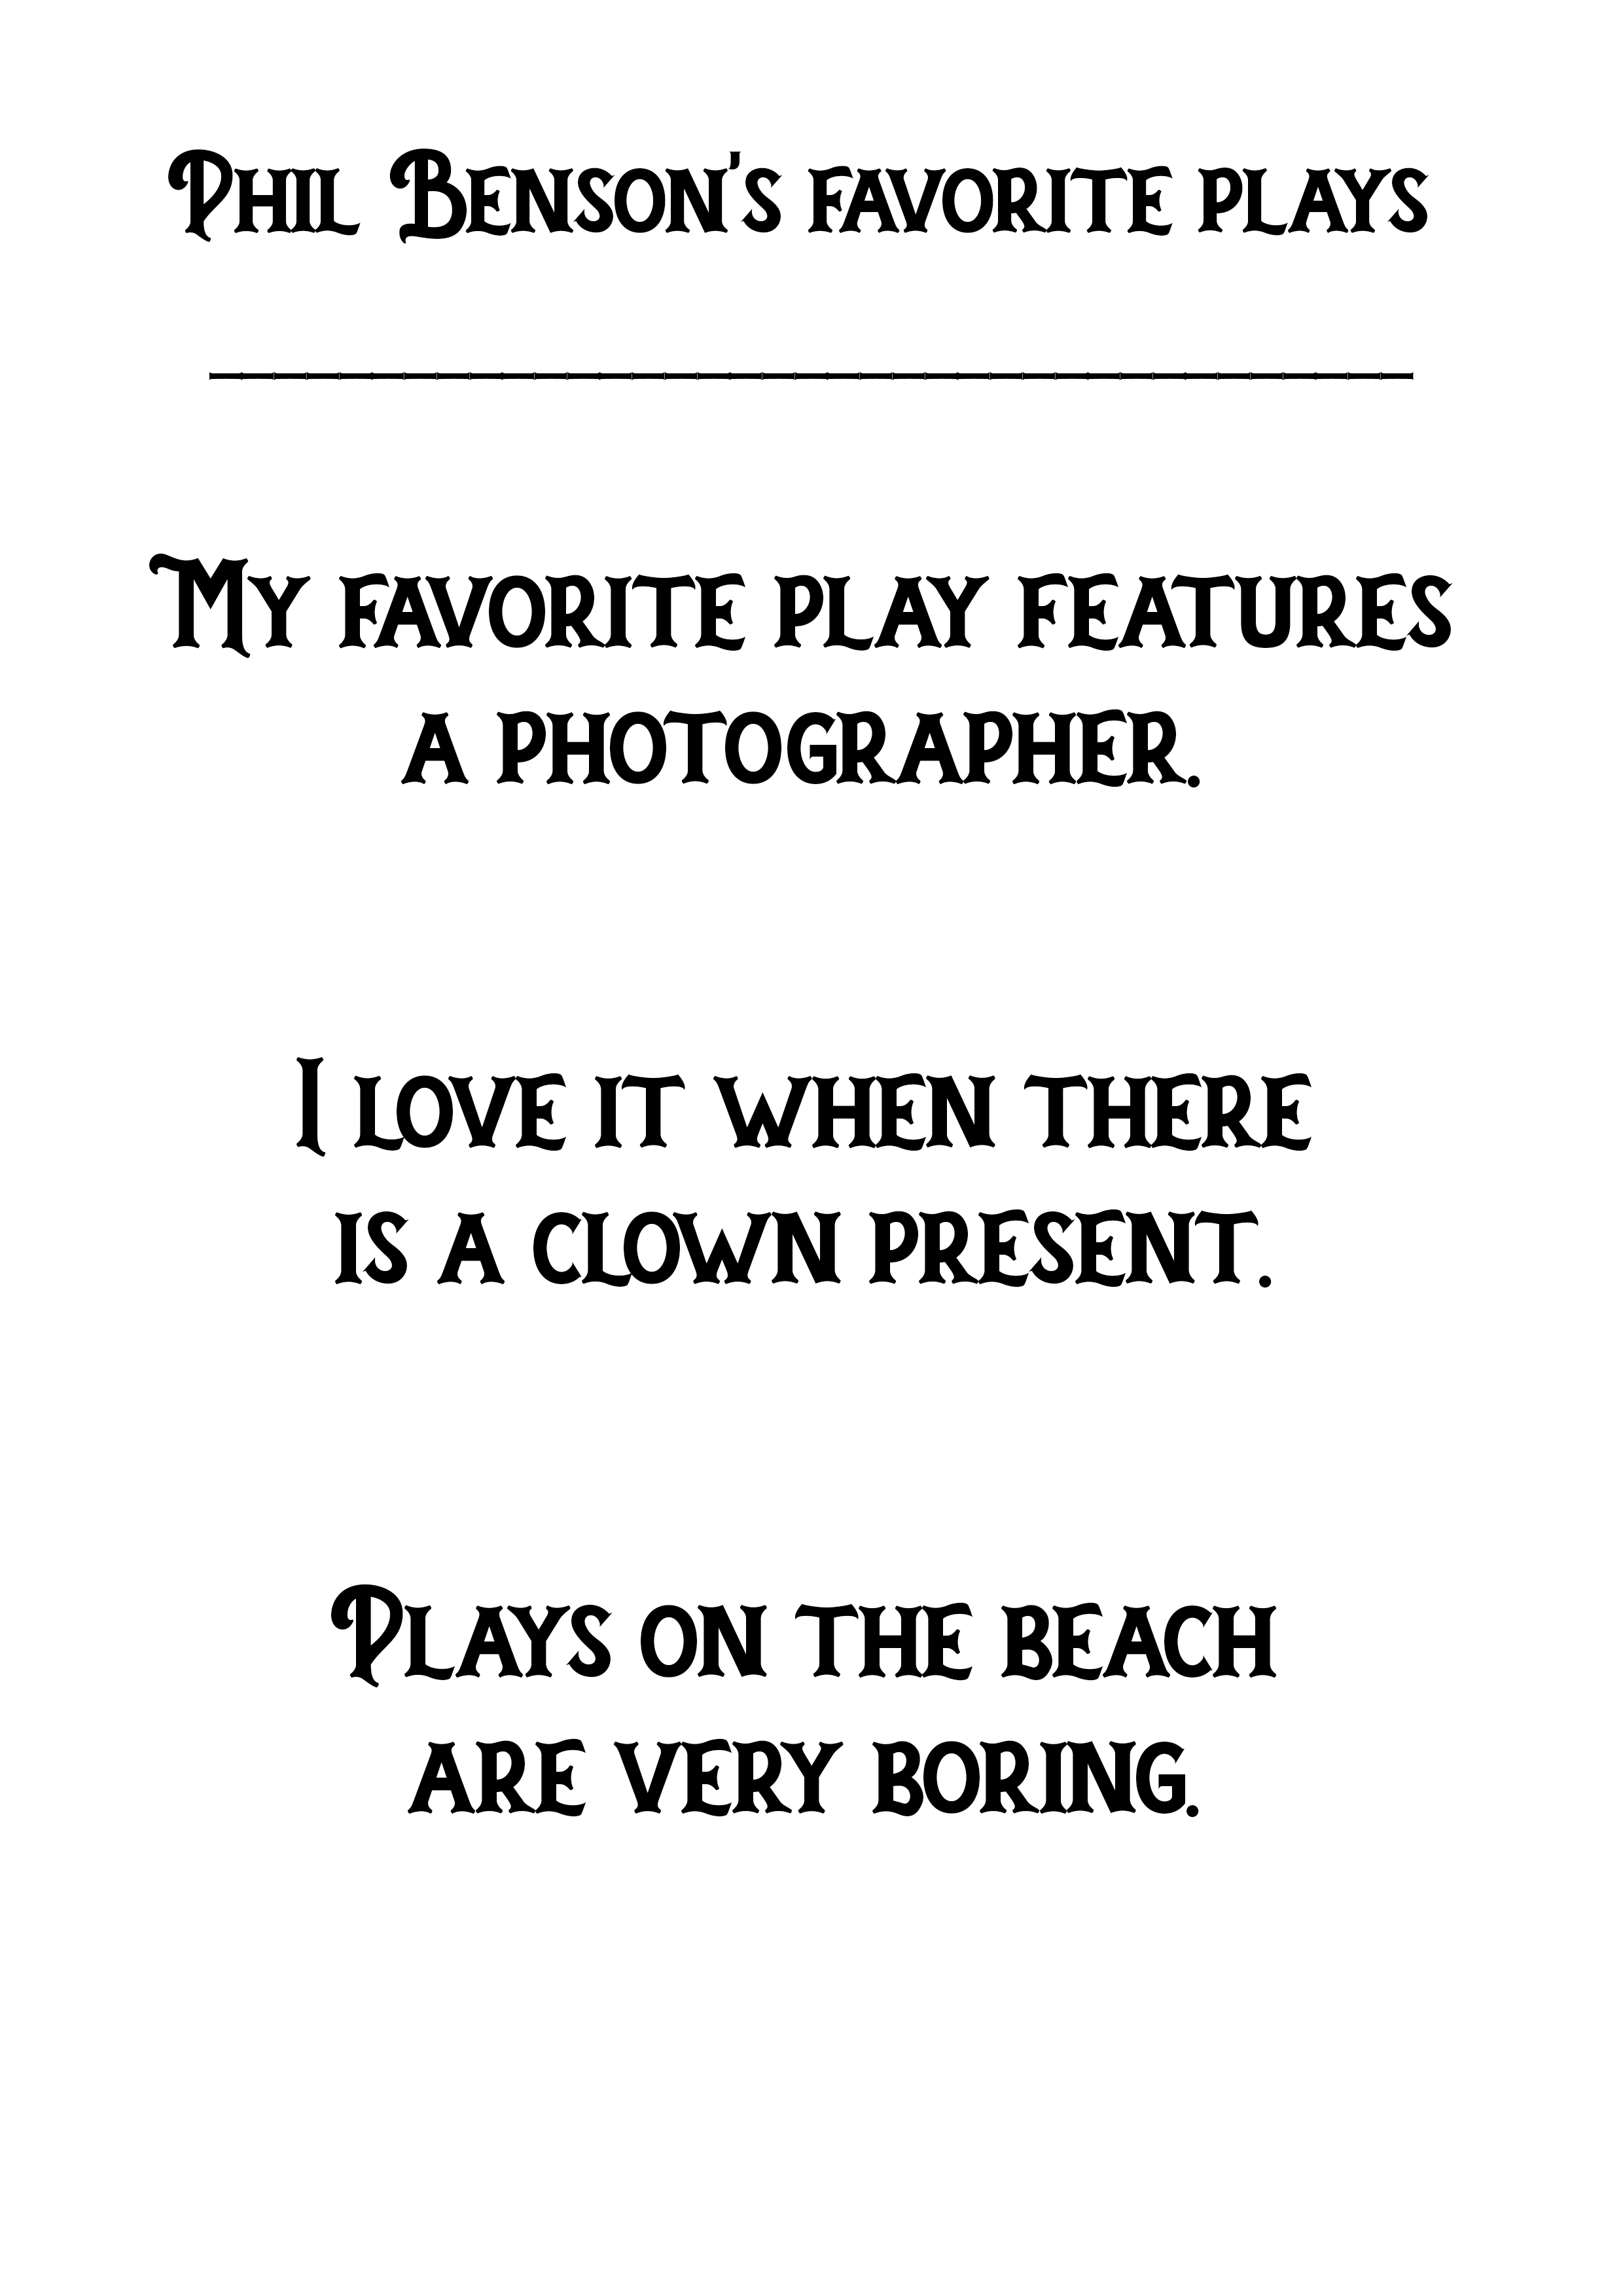 Phil Benson's favorite plays
My favorite play features
a photographer.
I love it when there
is a clown present.
Plays on the beach
are very boring.